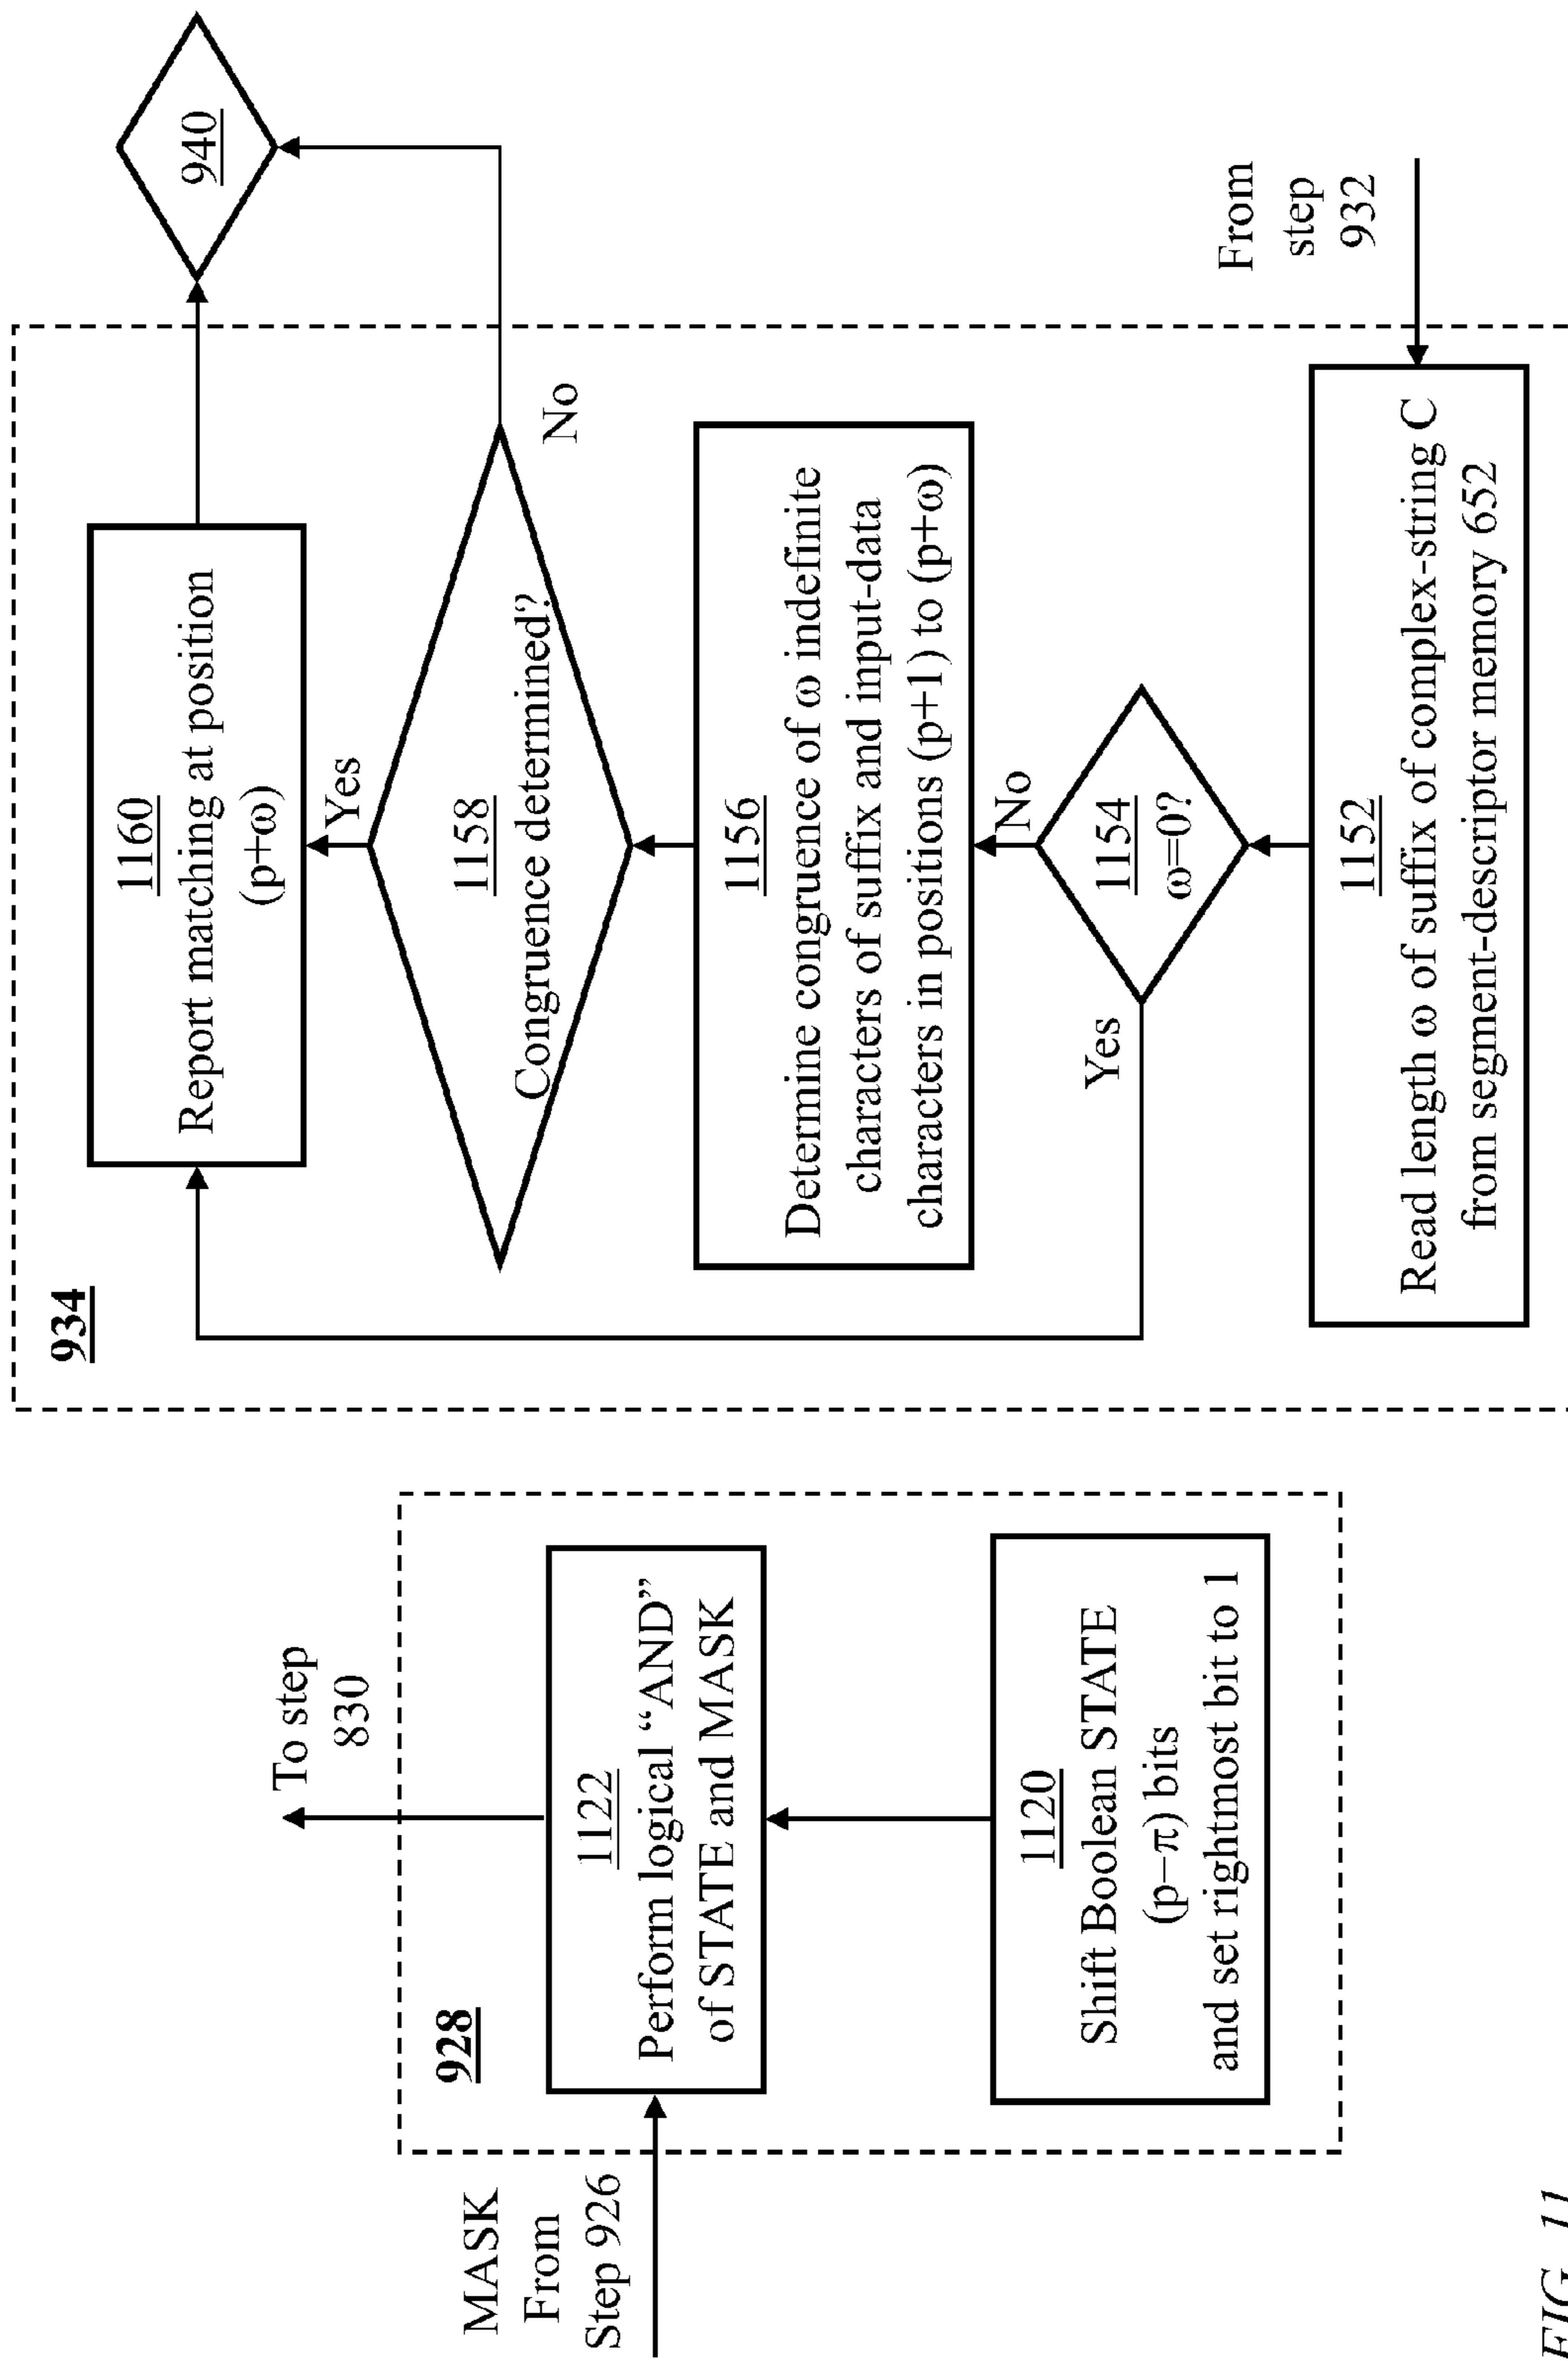 MASK
From
Step 926
928
To step
830
1122
Perform logical “AND”
of STATE and MASK
1120
Shift Boolean STATE
(p−π) bits
and set rightmost bit to 1
934
1160
Report matching at position
(p+ω)
Yes
1158
Congruence determined?
No
940
1156
Determine congruence of ω indefinite
characters of suffix and input-data
characters in positions (p+1) to (p+ω)
No
1154
ω=0?
Yes
1152
Read length ω of suffix of complex-string C
from segment-descriptor memory 652
From
step
932
FIG. 11